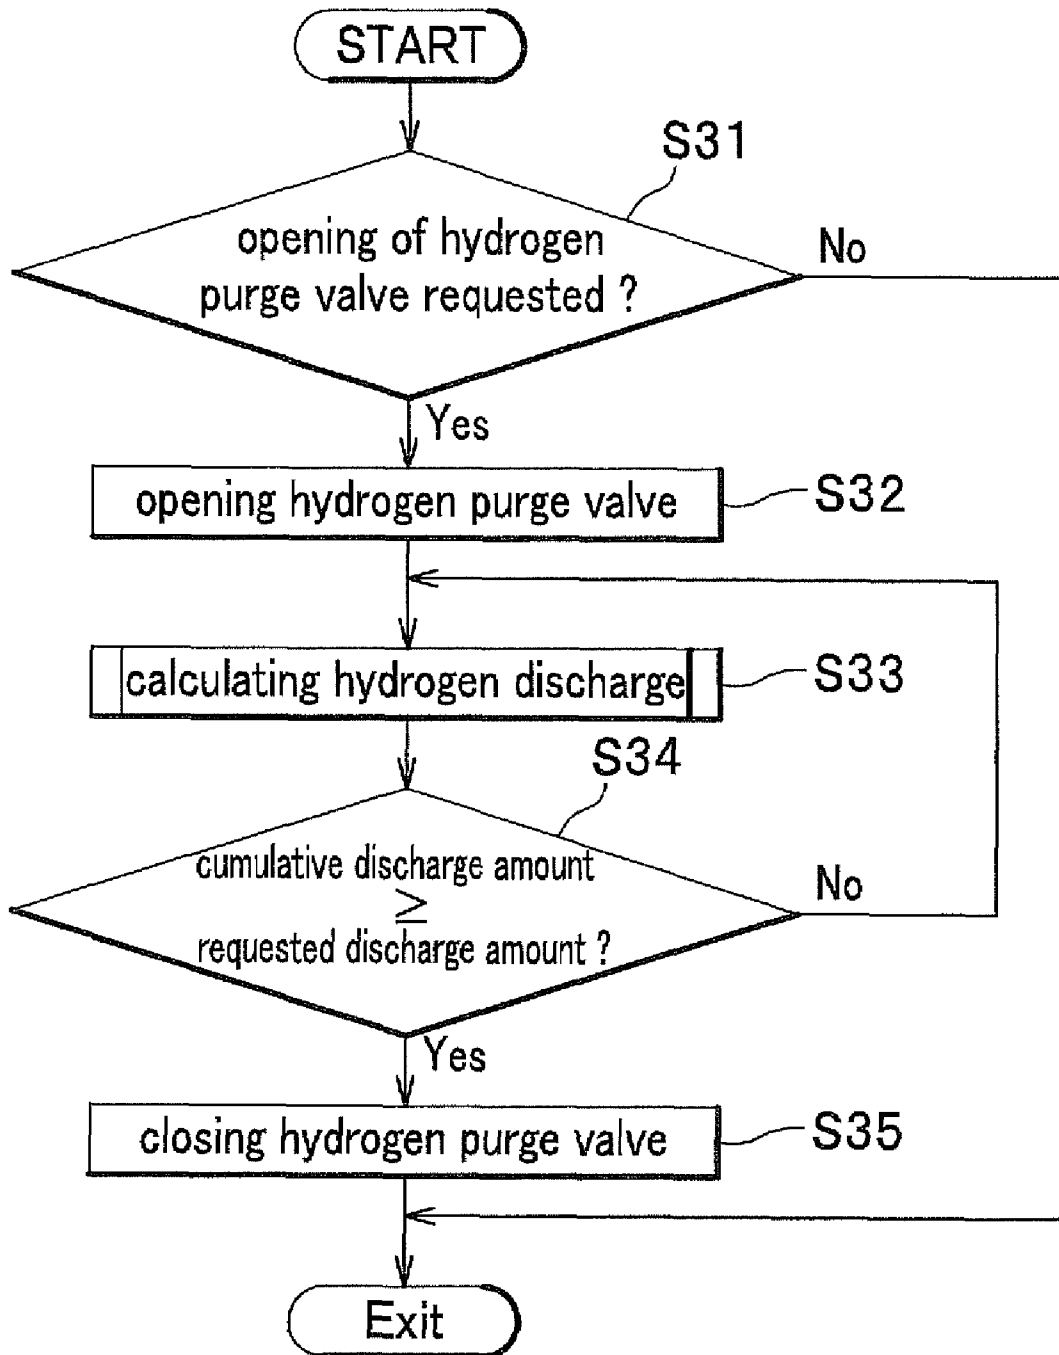 START
S31
opening of hydrogen
purge valve requested ?
No
Yes
opening hydrogen purge valve
S32
calculating hydrogen discharge
S33
S34
cumulative discharge amount
≥
requested discharge amount ?
No
Yes
closing hydrogen purge valve
S35
Exit